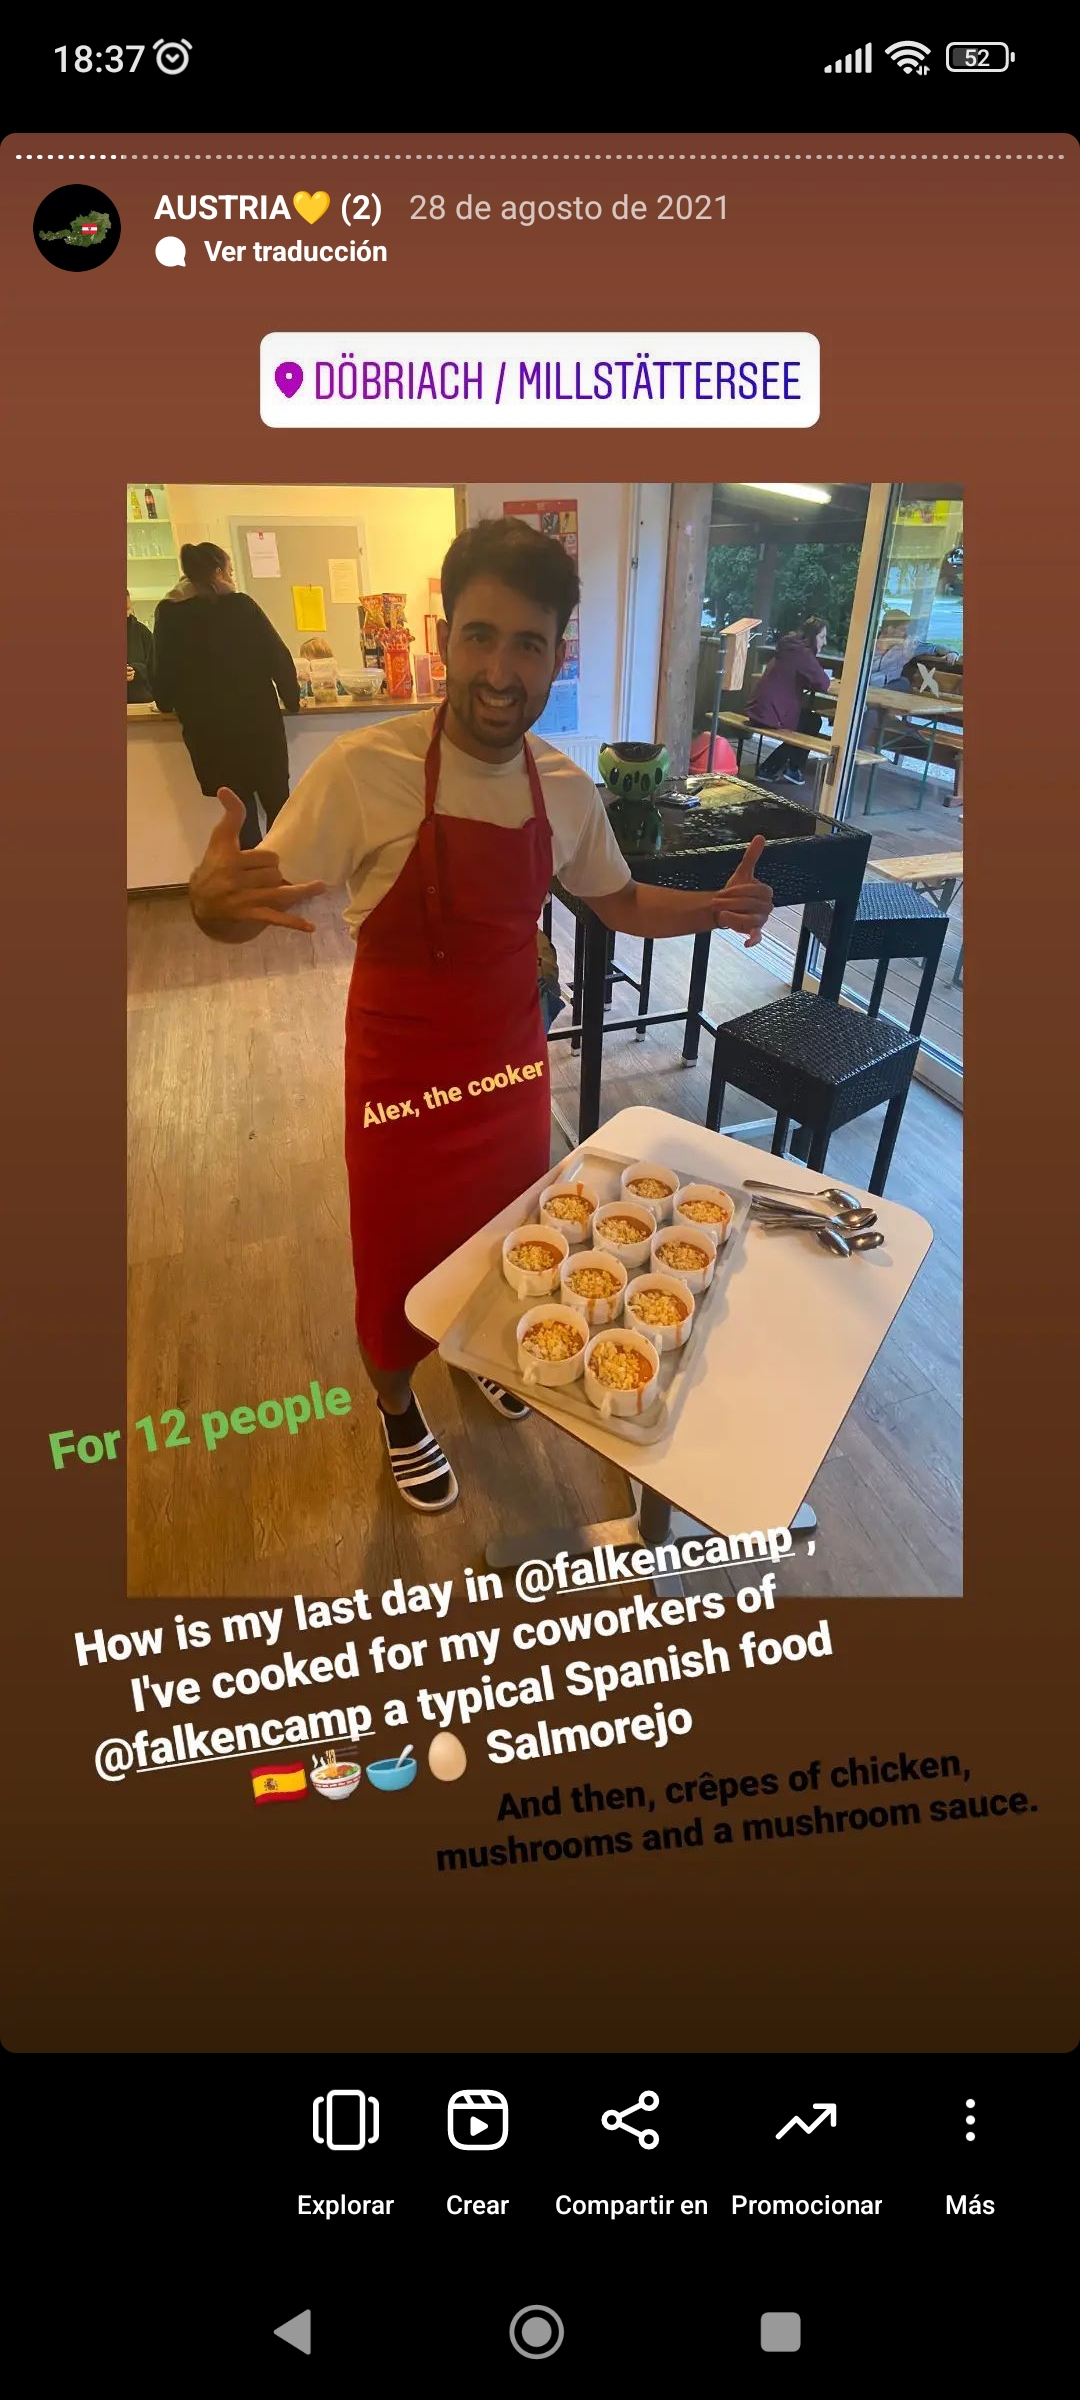 18:37
52
AUSTRIA💛 (2) 28 de agosto de 2021
Ver traducción
DÖBRIACH / MILLSTÄTTERSEE
Álex, the cooker
For 12 people
How is my last day in @falkencamp ,
I've cooked for my coworkers of
@falkencamp a typical Spanish food
🇪🇸🍜🥣🥚 Salmorejo
And then, crêpes of chicken,
mushrooms and a mushroom sauce.
Explorar
Crear
Compartir en
Promocionar
Más